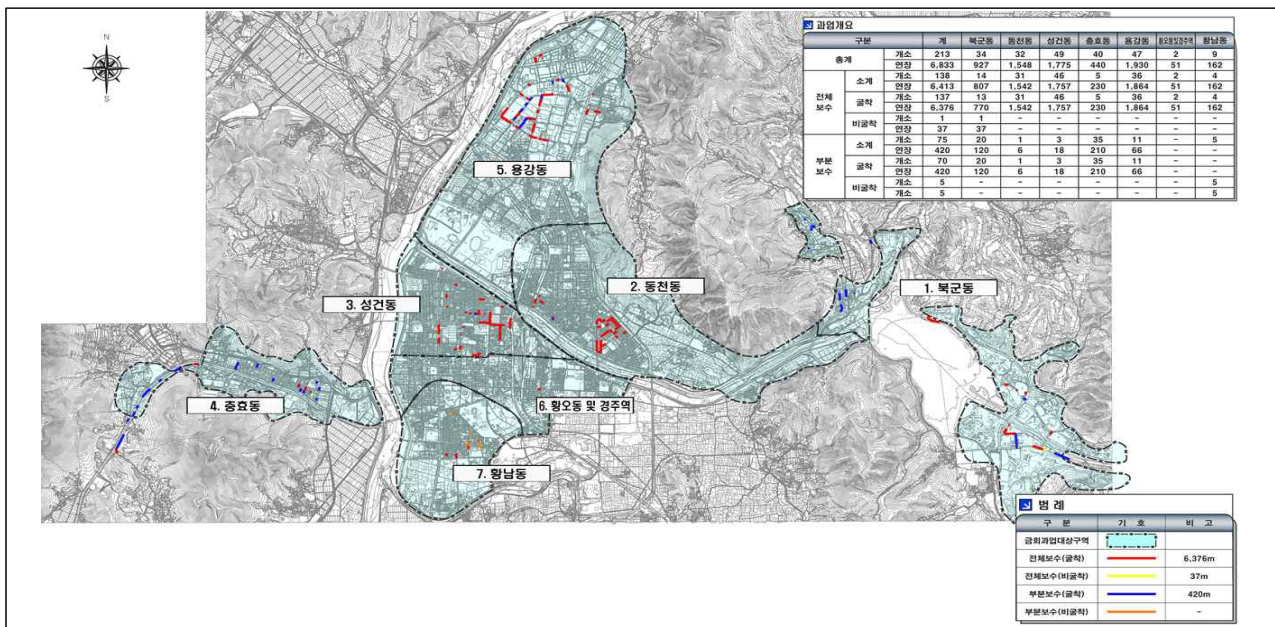 N
S
과업개요
구분 계 북군동 동천동 성건동 충효동 용강동 황오동및경주역 황남동
총계 개소 213 34 32 49 40 47 2 9
연장 6,833 927 1,548 1,775 440 1,930 51 162
전체보수 소계 개소 138 14 31 46 5 36 2 4
연장 6,413 807 1,542 1,757 230 1,864 51 162
굴착 개소 137 13 31 46 5 36 2 4
연장 6,376 770 1,542 1,757 230 1,864 51 162
비굴착 개소 1 1 - - - - - -
연장 37 37 - - - - - -
부분보수 소계 개소 75 20 1 3 35 11 5
연장 420 120 6 18 210 66 - -
굴착 개소 70 20 1 3 35 11 - -
연장 420 120 6 18 210 66 - -
비굴착 개소 5 - - - - - - 5
개소 5 - - - - - - 5
5. 용강동
2. 동천동
1. 북군동
3. 성건동
4. 충효동
6. 황오동 및 경주역
7. 황남동
범 례
구 분 기 호 비 고
금회과업대상구역
전체보수(굴착) 6,376m
전체보수(비굴착) 37m
부분보수(굴착) 420m
부분보수(비굴착) -